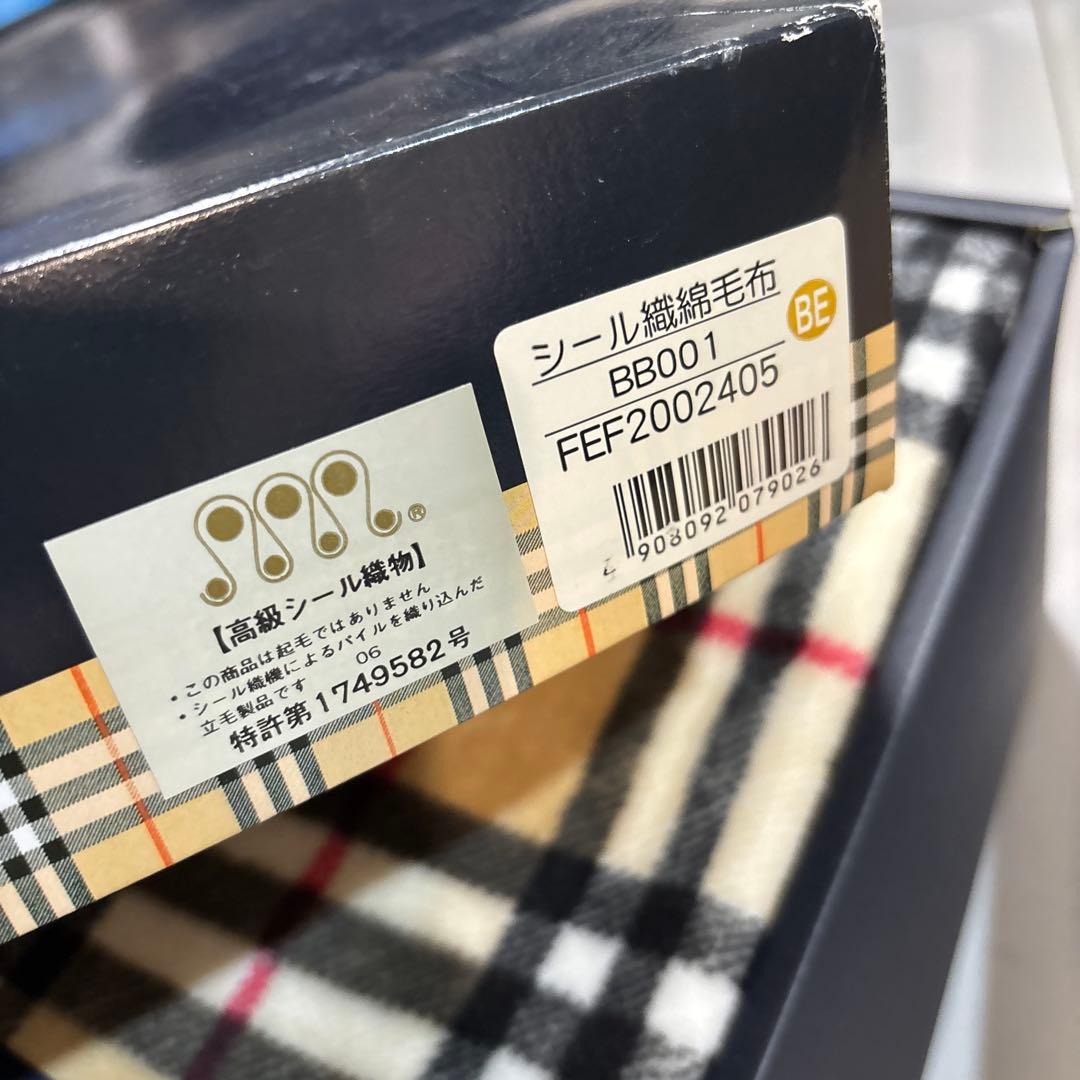 シール織綿毛布
BE
BB001
FEF2002405
908092 079026
®
【高級シール織物】
・この商品は起毛ではありません
・シール織機によるパイルを織り込んだ
06
立毛製品です
特許第1749582号